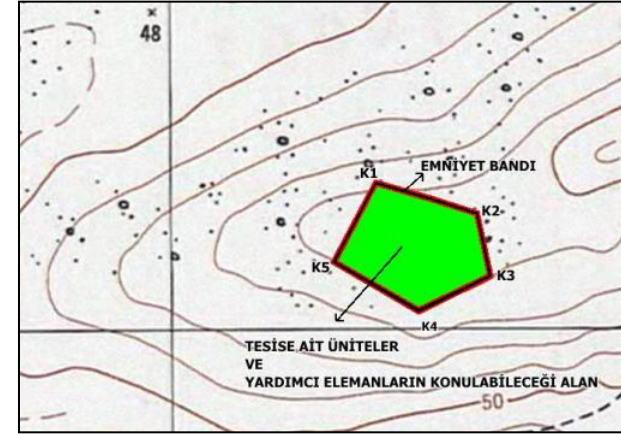 48
K1
EMNİYET BANDI
K2
K5
K3
K4
TESİSE AİT ÜNİTELER
VE
YARDIMCI ELEMANLARIN KONULABİLECEĞİ ALAN
50